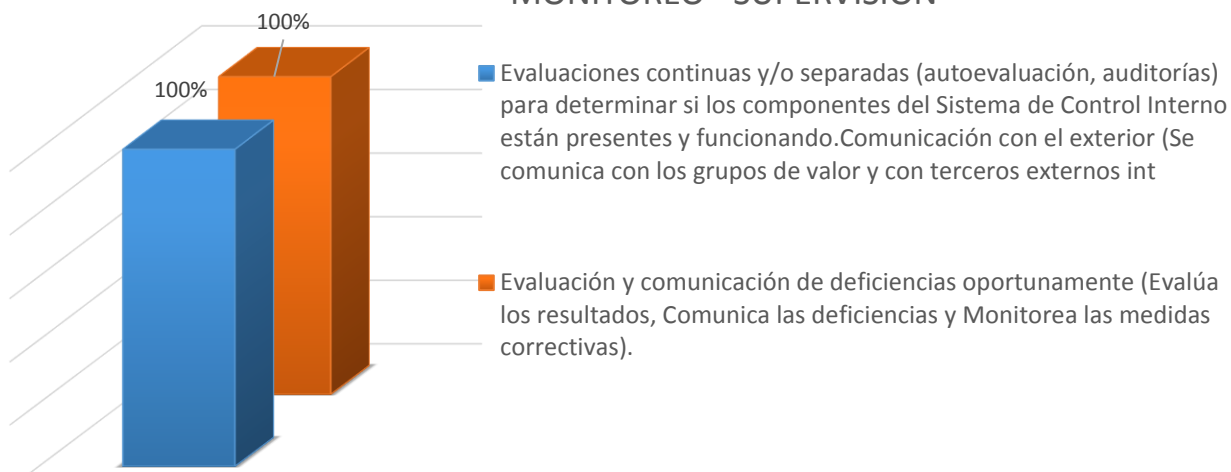 MONITOREO - SUPERVISIÓN
100%
100%
Evaluaciones continuas y/o separadas (autoevaluación, auditorías)
para determinar si los componentes del Sistema de Control Interno
están presentes y funcionando.Comunicación con el exterior (Se
comunica con los grupos de valor y con terceros externos int
Evaluación y comunicación de deficiencias oportunamente (Evalúa
los resultados, Comunica las deficiencias y Monitorea las medidas
correctivas).